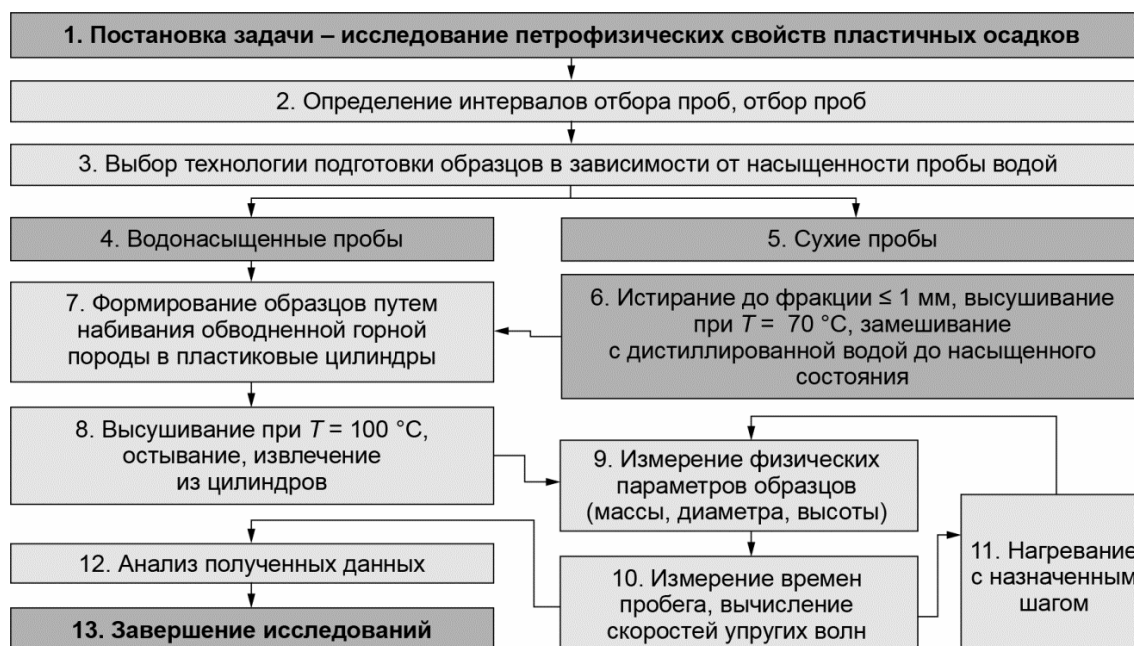 1. Постановка задачи – исследование петрофизических свойств пластичных осадков
2. Определение интервалов отбора проб, отбор проб
3. Выбор технологии подготовки образцов в зависимости от насыщенности пробы водой
4. Водонасыщенные пробы
5. Сухие пробы
7. Формирование образцов путем
набивания обводненной горной
породы в пластиковые цилиндры
6. Истирание до фракции ≤ 1 мм, высушивание
при T = 70 °C, замешивание
с дистиллированной водой до насыщенного
состояния
8. Высушивание при T = 100 °C,
остывание, извлечение
из цилиндров
9. Измерение физических
параметров образцов
(массы, диаметра, высоты)
12. Анализ полученных данных
10. Измерение времен
пробега, вычисление
скоростей упругих волн
11. Нагревание
с назначенным
шагом
13. Завершение исследований